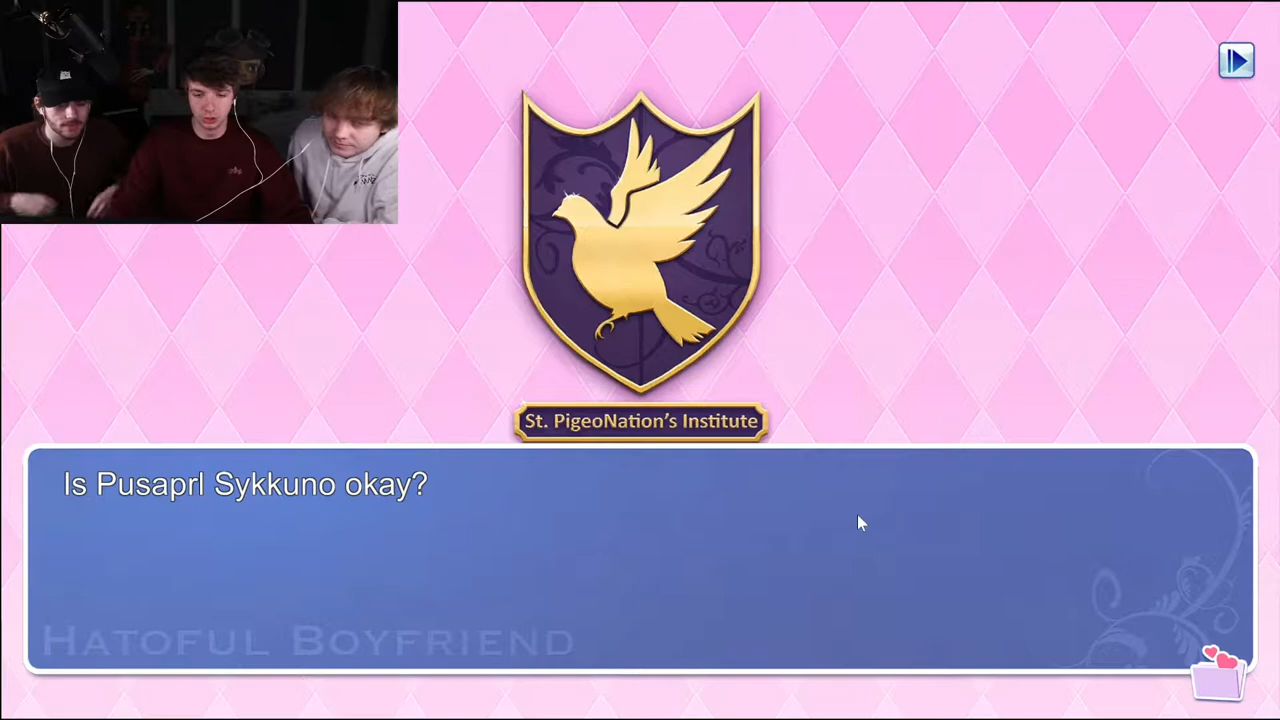 St. PigeoNation's Institute
Is Pusaprl Sykkuno okay?
HATOFUL BOYFRIEND